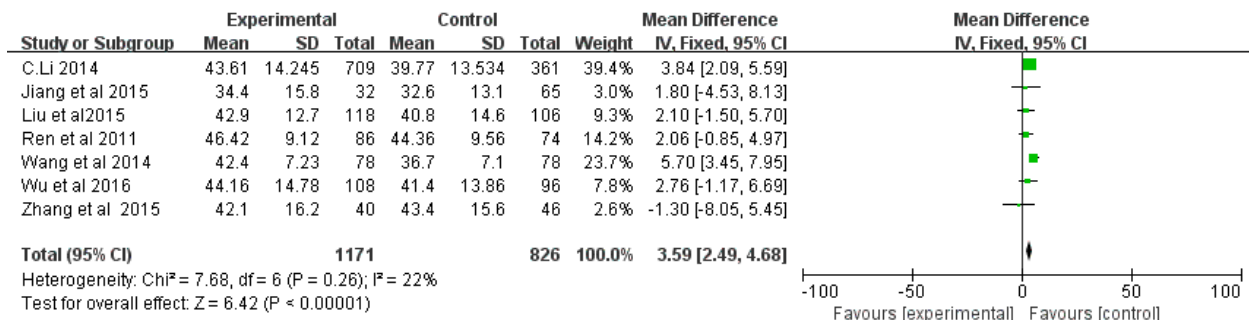 Experimental Control Mean Difference Mean Difference
Study or Subgroup Mean SD Total Mean SD Total Weight IV, Fixed, 95% CI IV, Fixed, 95% CI
C.Li 2014 43.61 14.245 709 39.77 13.534 361 39.4% 3.84 [2.09, 5.59]
Jiang et al 2015 34.4 15.8 32 32.6 13.1 65 3.0% 1.80 [-4.53, 8.13]
Liu et al2015 42.9 12.7 118 40.8 14.6 106 9.3% 2.10 [-1.50, 5.70]
Ren et al 2011 46.42 9.12 86 44.36 9.56 74 14.2% 2.06 [-0.85, 4.97]
Wang et al 2014 42.4 7.23 78 36.7 7.1 78 23.7% 5.70 [3.45, 7.95]
Wu et al 2016 44.16 14.78 108 41.4 13.86 96 7.8% 2.76 [-1.17, 6.69]
Zhang et al 2015 42.1 16.2 40 43.4 15.6 46 2.6% -1.30 [-8.05, 5.45]
Total (95% CI) 1171 826 100.0% 3.59 [2.49, 4.68]
Heterogeneity: Chi² = 7.68, df = 6 (P = 0.26); I² = 22%
Test for overall effect: Z = 6.42 (P < 0.00001)
-100 -50 0 50 100
Favours [experimental] Favours [control]